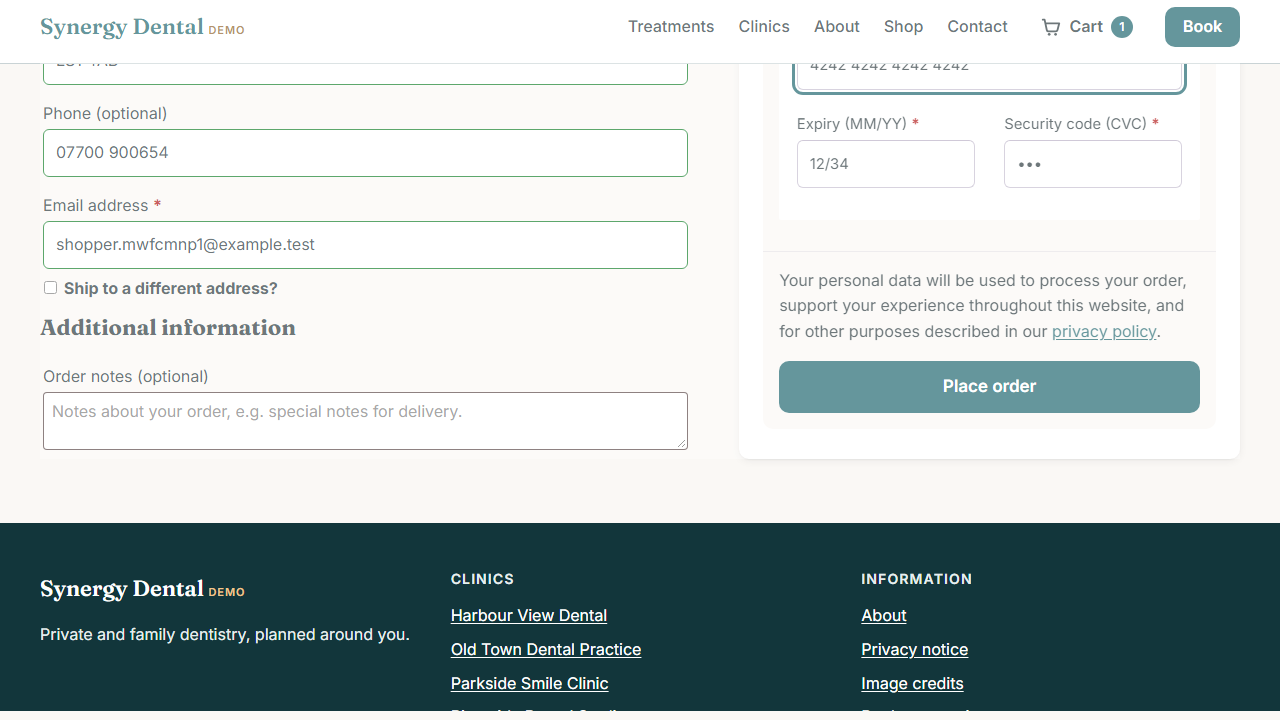 Synergy Dental DEMO
Treatments
Clinics
About
Shop
Contact
Cart 1
Book
Phone (optional)
07700 900654
Email address *
shopper.mwfcmnp1@example.test
Ship to a different address?
Additional information
Order notes (optional)
Notes about your order, e.g. special notes for delivery.
4242 4242 4242 4242
Expiry (MM/YY) *
Security code (CVC) *
12/34
•••
Your personal data will be used to process your order,
support your experience throughout this website, and
for other purposes described in our privacy policy.
Place order
Synergy Dental DEMO
Private and family dentistry, planned around you.
CLINICS
Harbour View Dental
Old Town Dental Practice
Parkside Smile Clinic
INFORMATION
About
Privacy notice
Image credits